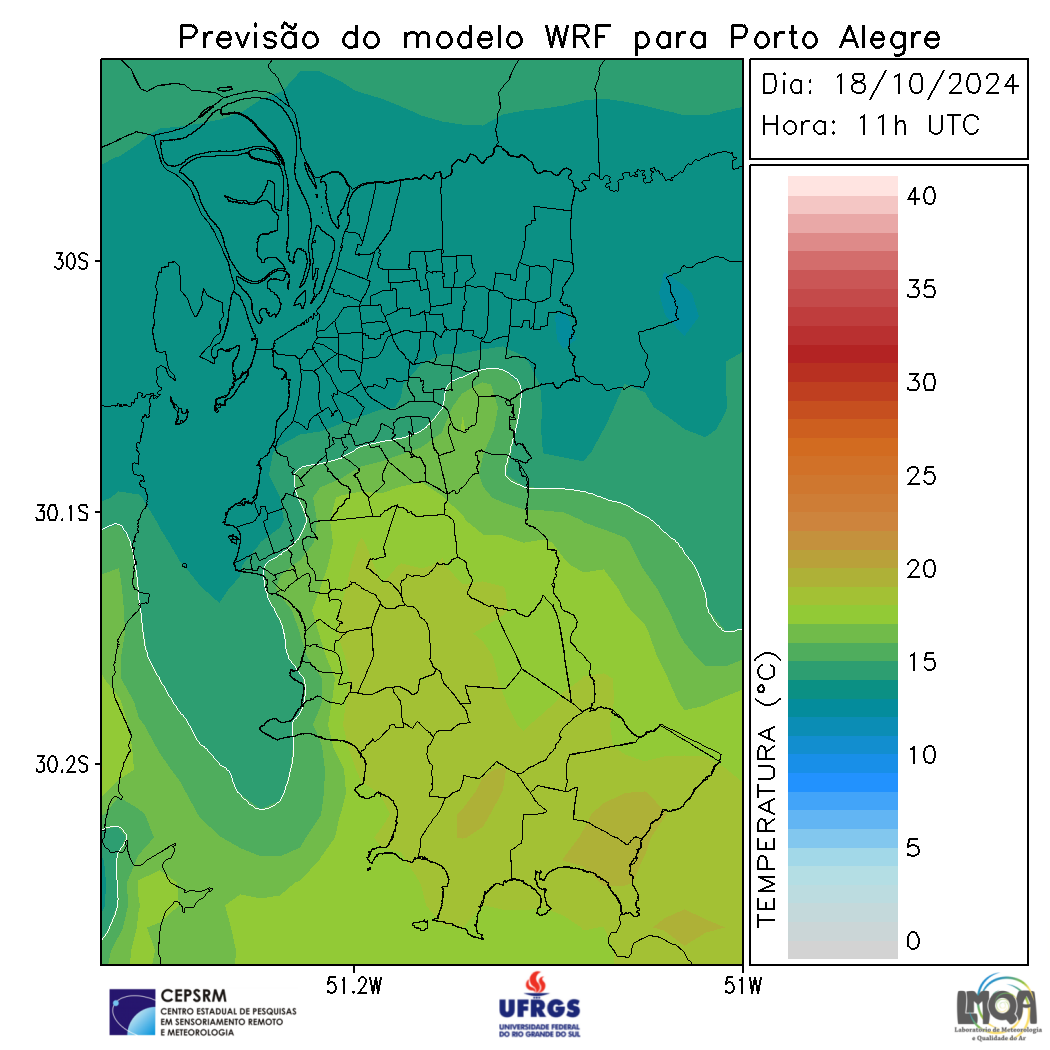 Previsão do modelo WRF para Porto Alegre
Dia: 18/10/2024
Hora: 11h UTC
40
35
30
25
20
15
10
5
0
TEMPERATURA (°C)
30S
30.1S
30.2S
51.2W
51W
CEPSRM
CENTRO ESTADUAL DE PESQUISAS
EM SENSORIAMENTO REMOTO
E METEOROLOGIA
UFRGS
UNIVERSIDADE FEDERAL
DO RIO GRANDE DO SUL
LMQA
Laboratório de Meteorologia
e Qualidade do Ar